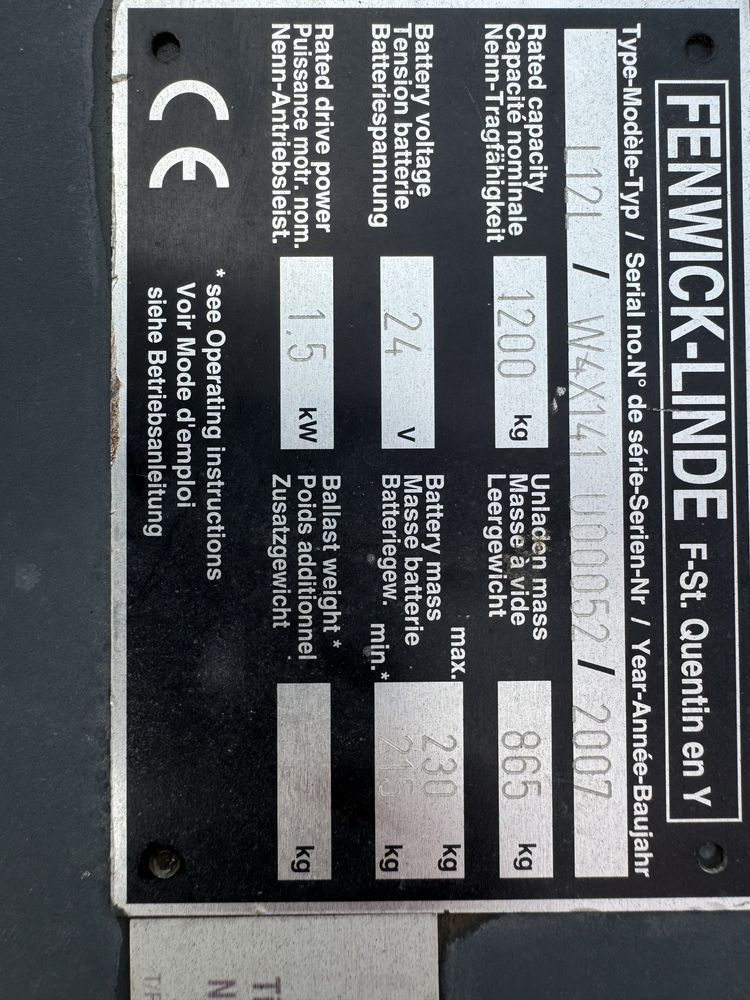 FENWICK-LINDE F-St. Quentin en Y
Type-Modèle-Typ / Serial no.N° de série-Serien-Nr / Year-Année-Baujahr
L12L / W4X141 U00052 / 2007
Rated capacity
Capacité nominale
Nehn-Tragfähigkeit
1200 kg
Unladen mass
Masse à vide
Leergewicht
865 kg
Battery voltage
Tension batterie
Batteriespannung
24 V
Battery mass
Masse batterie
Batteriegew.
max. 230 kg
min.* 215 kg
Rated drive power
Puissance motr. nom.
Nenn-Antriebsleist.
1,5 kW
Ballast weight *
Poids additionnel
Zusatzgewicht
kg
CE
* see Operating instructions
Voir Mode d'emploi
siehe Betriebsanleitung